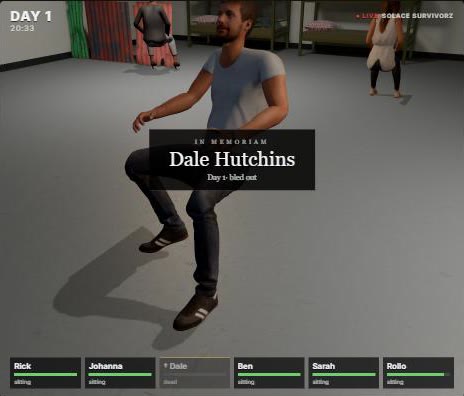 DAY 1
20:33
LIVE SOLACE SURVIVORZ
IN MEMORIAM
Dale Hutchins
Day 1 · bled out
Rick
sitting
Johanna
sitting
† Dale
dead
Ben
sitting
Sarah
sitting
Rolio
sitting